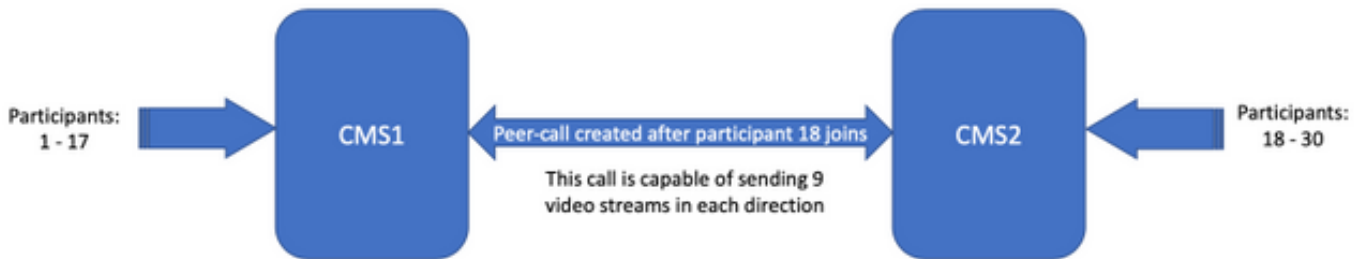 Participants:
1 - 17
CMS1
Peer-call created after participant 18 joins
This call is capable of sending 9
video streams in each direction
CMS2
Participants:
18 - 30